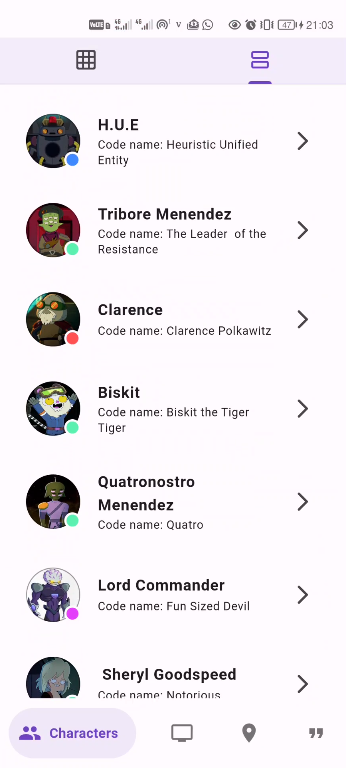 47 21:03
H.U.E
Code name: Heuristic Unified
Entity
Tribore Menendez
Code name: The Leader of the
Resistance
Clarence
Code name: Clarence Polkawitz
Biskit
Code name: Biskit the Tiger
Tiger
Quatronostro
Menendez
Code name: Quatro
Lord Commander
Code name: Fun Sized Devil
Sheryl Goodspeed
Code name: Notorious
Characters